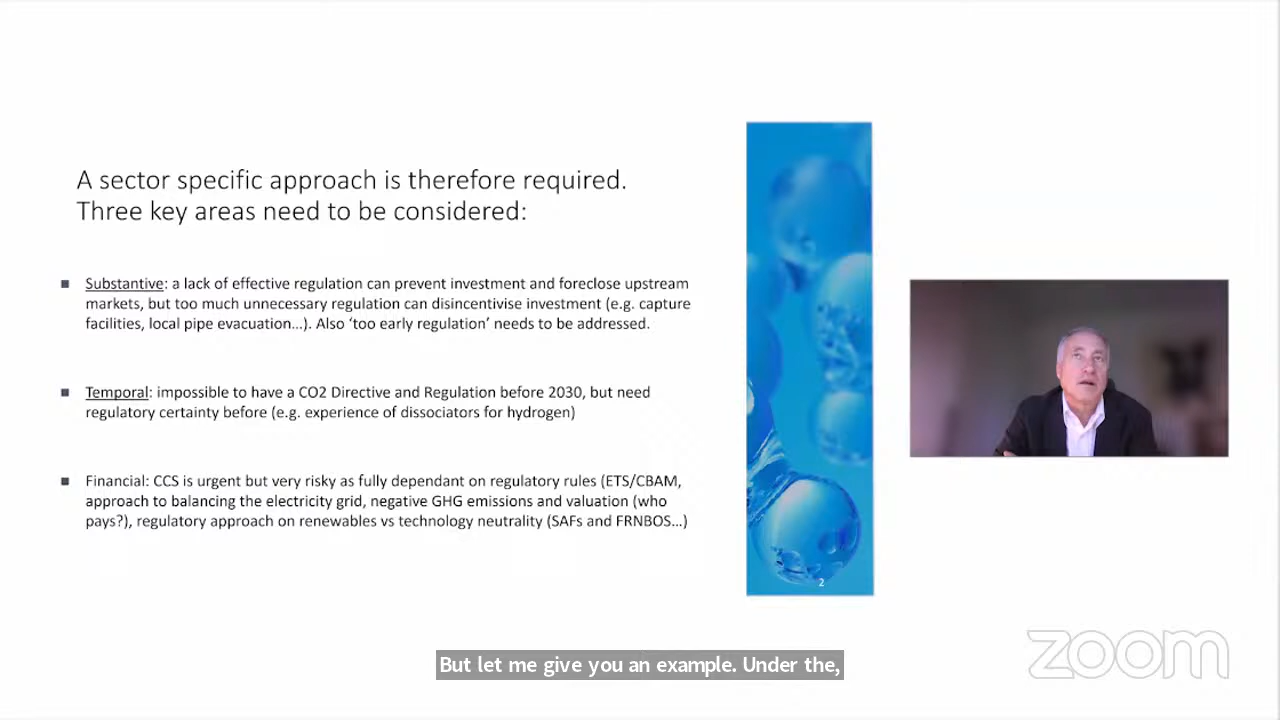 A sector specific approach is therefore required.
Three key areas need to be considered:
■ Substantive: a lack of effective regulation can prevent investment and foreclose upstream
markets, but too much unnecessary regulation can disincentivise investment (e.g. capture
facilities, local pipe evacuation…). Also ‘too early regulation’ needs to be addressed.
■ Temporal: impossible to have a CO2 Directive and Regulation before 2030, but need
regulatory certainty before (e.g. experience of dissociators for hydrogen)
■ Financial: CCS is urgent but very risky as fully dependant on regulatory rules (ETS/CBAM,
approach to balancing the electricity grid, negative GHG emissions and valuation (who
pays?), regulatory approach on renewables vs technology neutrality (SAFs and FRNBOS…)
2
But let me give you an example. Under the,
zoom